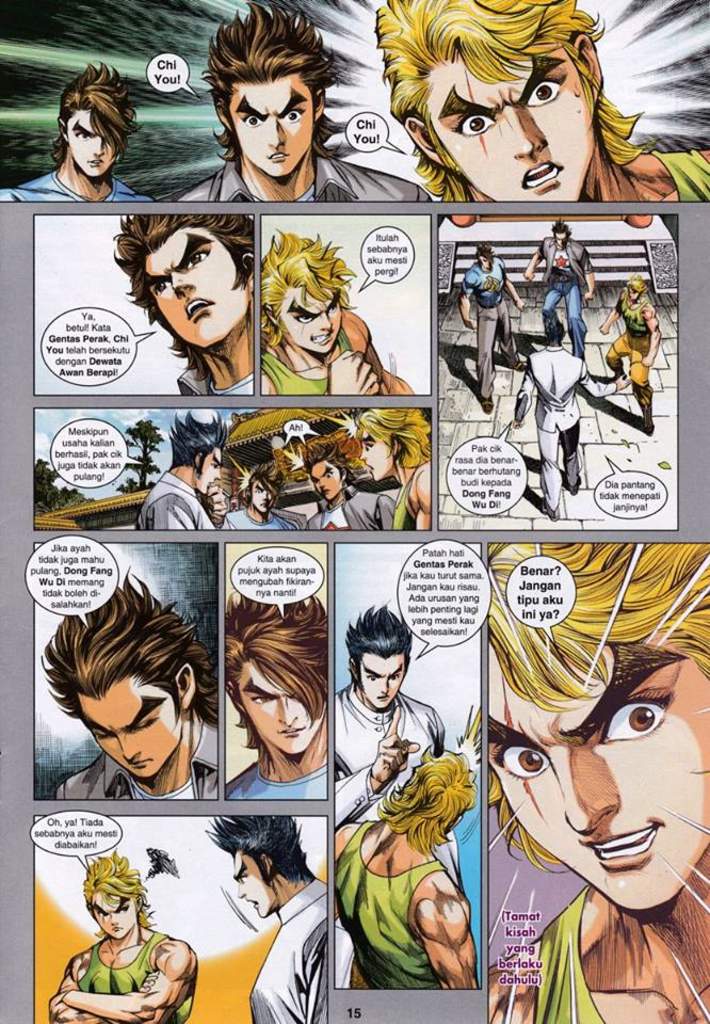 Chi
You!
Chi
You!
Ya,
betul! Kata
Gentas Perak, Chi
You telah bersekutu
dengan Dewata
Awan Berapi!
Itulah
sebabnya
aku mesti
pergi!
Pak cik
rasa dia benar-
benar berhutang
budi kepada
Dong Fang
Wu Di!
Dia pantang
tidak menepati
janjinya!
Meskipun
usaha kalian
berhasil, pak cik
juga tidak akan
pulang!
Ah!
Jika ayah
tidak juga mahu
pulang, Dong Fang
Wu Di memang
tidak boleh di-
salahkan!
Kita akan
pujuk ayah supaya
mengubah fikiran-
nya nanti!
Patah hati
Gentas Perak
jika kau turut sama.
Jangan kau risau.
Ada urusan yang
lebih penting lagi
yang mesti kau
selesaikan!
Benar?
Jangan
tipu aku
ini ya?
Oh, ya! Tiada
sebabnya aku mesti
diabaikan!
(Tamat
kisah
yang
berlaku
dahulu)
15